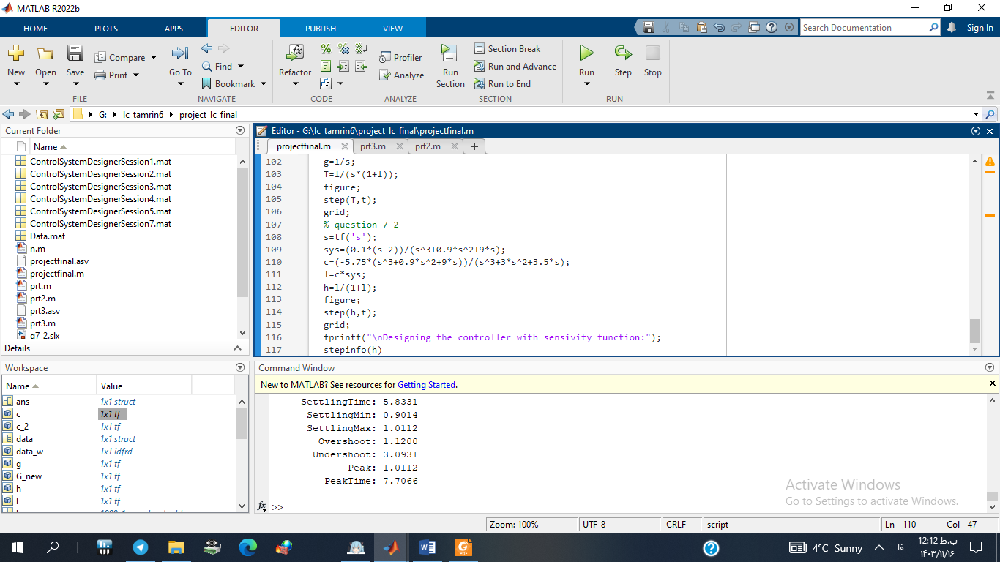 MATLAB R2022b
HOME PLOTS APPS EDITOR PUBLISH VIEW Search Documentation Sign In
New Open Save Compare Print Go To Find Bookmark Refactor Profiler Analyze Run Section Section Break Run and Advance Run to End Run Step Stop
FILE NAVIGATE CODE ANALYZE SECTION RUN
G: lc_tamrin6 project_lc_final
Current Folder
Name
ControlSystemDesignerSession1.mat
ControlSystemDesignerSession2.mat
ControlSystemDesignerSession3.mat
ControlSystemDesignerSession4.mat
ControlSystemDesignerSession5.mat
ControlSystemDesignerSession7.mat
Data.mat
n.m
projectfinal.asv
projectfinal.m
prt.m
prt2.m
prt3.asv
prt3.m
q7_2.slx
Details
Workspace
Name Value
ans 1x1 struct
c 1x1 tf
c_2 1x1 tf
data 1x1 struct
data_w 1x1 idfrd
g 1x1 tf
G_new 1x1 tf
h 1x1 tf
l 1x1 tf
Editor - G:\lc_tamrin6\project_lc_final\projectfinal.m
projectfinal.m prt3.m prt2.m
102 g=1/s;
103 T=l/(s*(1+l));
104 figure;
105 step(T,t);
106 grid;
107 % question 7-2
108 s=tf('s');
109 sys=(0.1*(s-2))/(s^3+0.9*s^2+9*s);
110 c=(-5.75*(s^3+0.9*s^2+9*s))/(s^3+3*s^2+3.5*s);
111 l=c*sys;
112 h=l/(1+l);
113 figure;
114 step(h,t);
115 grid;
116 fprintf("\nDesigning the controller with sensivity function:");
117 stepinfo(h)
Command Window
New to MATLAB? See resources for Getting Started.
SettlingTime: 5.8331
SettlingMin: 0.9014
SettlingMax: 1.0112
Overshoot: 1.1200
Undershoot: 3.0931
Peak: 1.0112
PeakTime: 7.7066
fx >>
Activate Windows
Go to Settings to activate Windows.
Zoom: 100% UTF-8 CRLF script Ln 110 Col 47
4°C Sunny فا 12:12 ب.ظ
۱۴۰۳/۱۱/۱۶